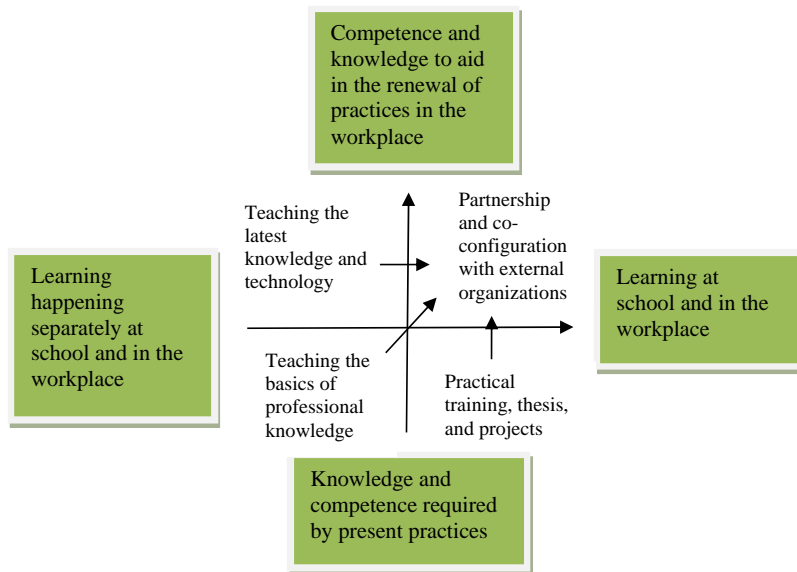 Competence and
knowledge to aid
in the renewal of
practices in the
workplace
Teaching the
latest
knowledge and
technology
Partnership
and co-
configuration
with external
organizations
Learning
happening
separately at
school and in the
workplace
Learning at
school and in the
workplace
Teaching the
basics of
professional
knowledge
Practical
training, thesis,
and projects
Knowledge and
competence required
by present practices